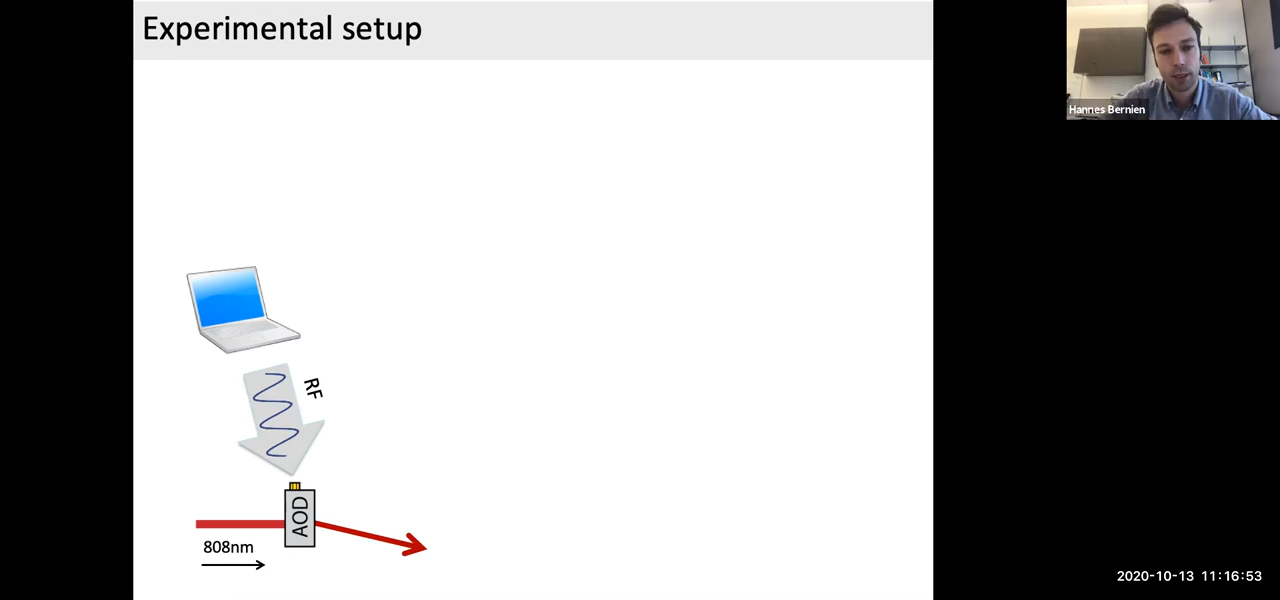 Experimental setup
Hannes Bernien
RF
AOD
808nm
2020-10-13 11:16:53